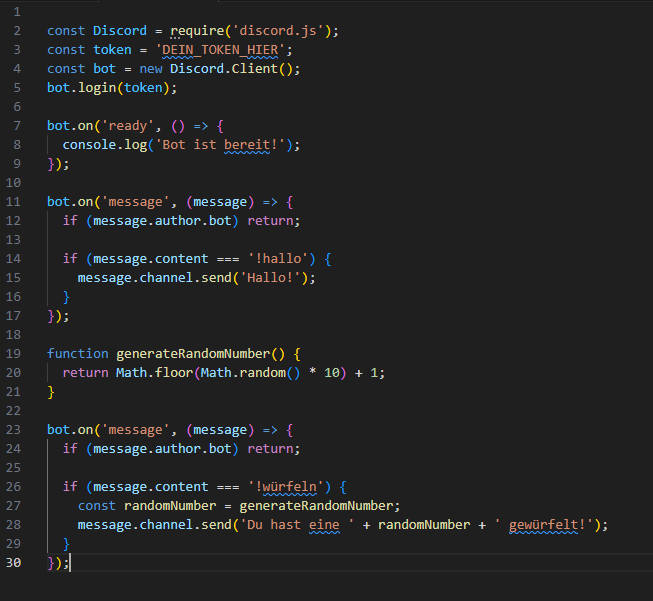 1
2 const Discord = require('discord.js');
3 const token = 'DEIN_TOKEN_HIER';
4 const bot = new Discord.Client();
5 bot.login(token);
6
7 bot.on('ready', () => {
8   console.log('Bot ist bereit!');
9 });
10
11 bot.on('message', (message) => {
12   if (message.author.bot) return;
13
14   if (message.content === '!hallo') {
15     message.channel.send('Hallo!');
16   }
17 });
18
19 function generateRandomNumber() {
20   return Math.floor(Math.random() * 10) + 1;
21 }
22
23 bot.on('message', (message) => {
24   if (message.author.bot) return;
25
26   if (message.content === '!würfeln') {
27     const randomNumber = generateRandomNumber;
28     message.channel.send('Du hast eine ' + randomNumber + ' gewürfelt!');
29   }
30 });